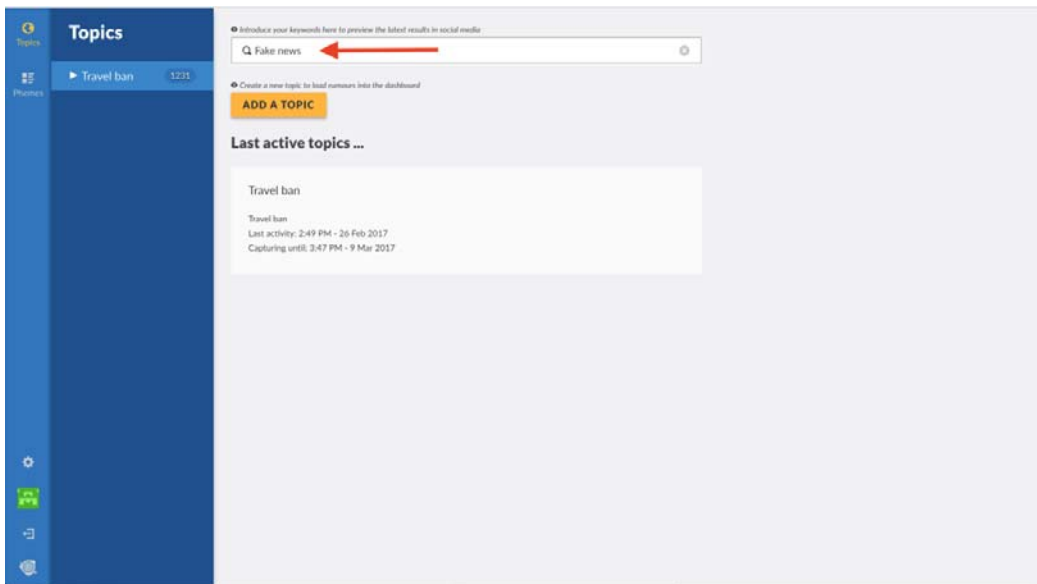 Topics
Phemes
Topics
Travel ban 1231
Introduce your keywords here to preview the latest results in social media
Fake news
Create a new topic to load rumours into the dashboard
ADD A TOPIC
Last active topics ...
Travel ban
Travel ban
Last activity: 2:49 PM - 26 Feb 2017
Capturing until: 3:47 PM - 9 Mar 2017